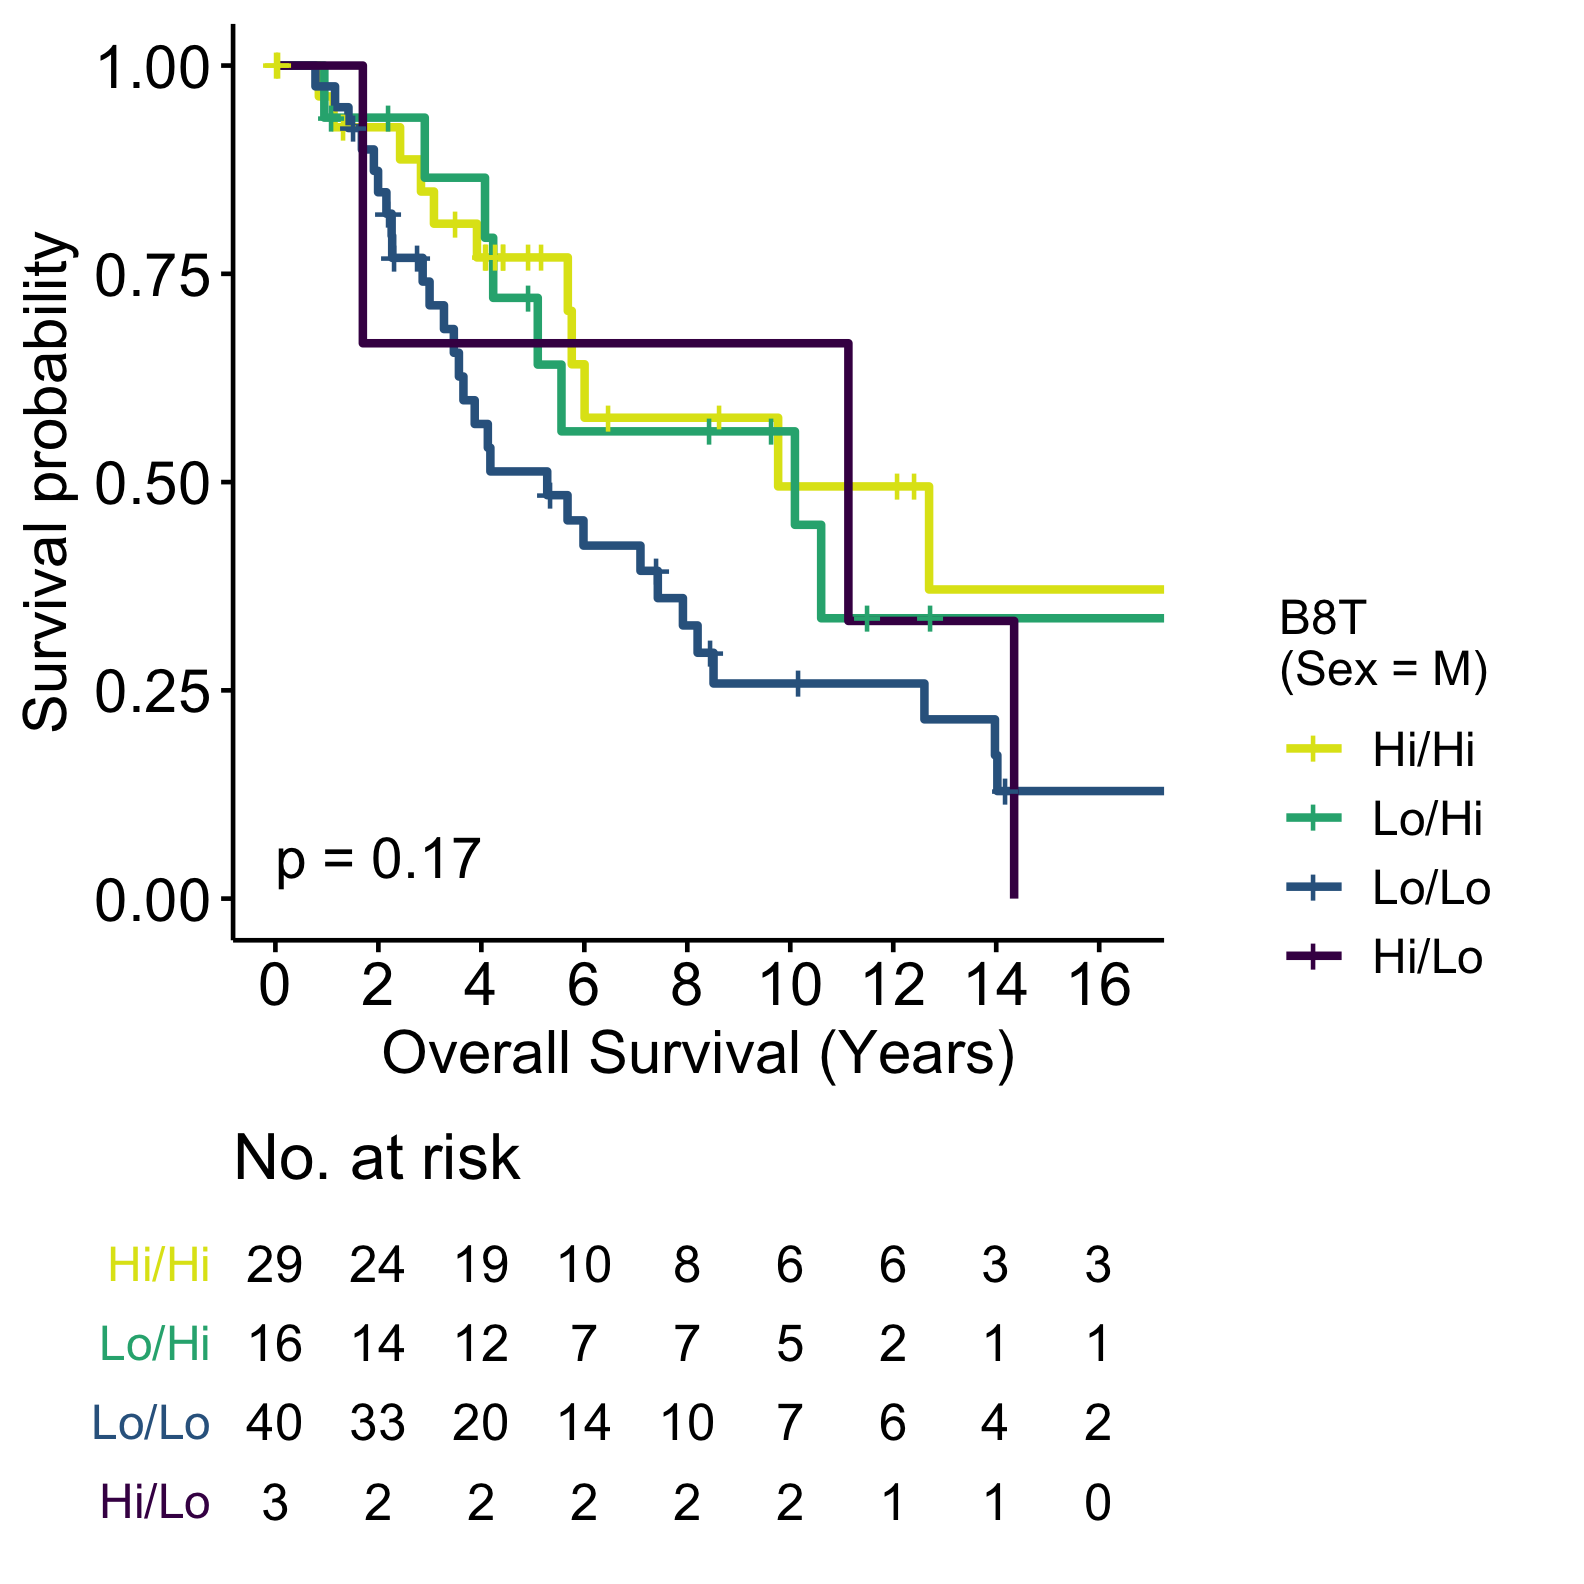 1.00
0.75
0.50
0.25
0.00
Survival probability
p = 0.17
0 2 4 6 8 10 12 14 16
Overall Survival (Years)
B8T
(Sex = M)
Hi/Hi
Lo/Hi
Lo/Lo
Hi/Lo
No. at risk
Hi/Hi 29 24 19 10 8 6 6 3 3
Lo/Hi 16 14 12 7 7 5 2 1 1
Lo/Lo 40 33 20 14 10 7 6 4 2
Hi/Lo 3 2 2 2 2 2 1 1 0